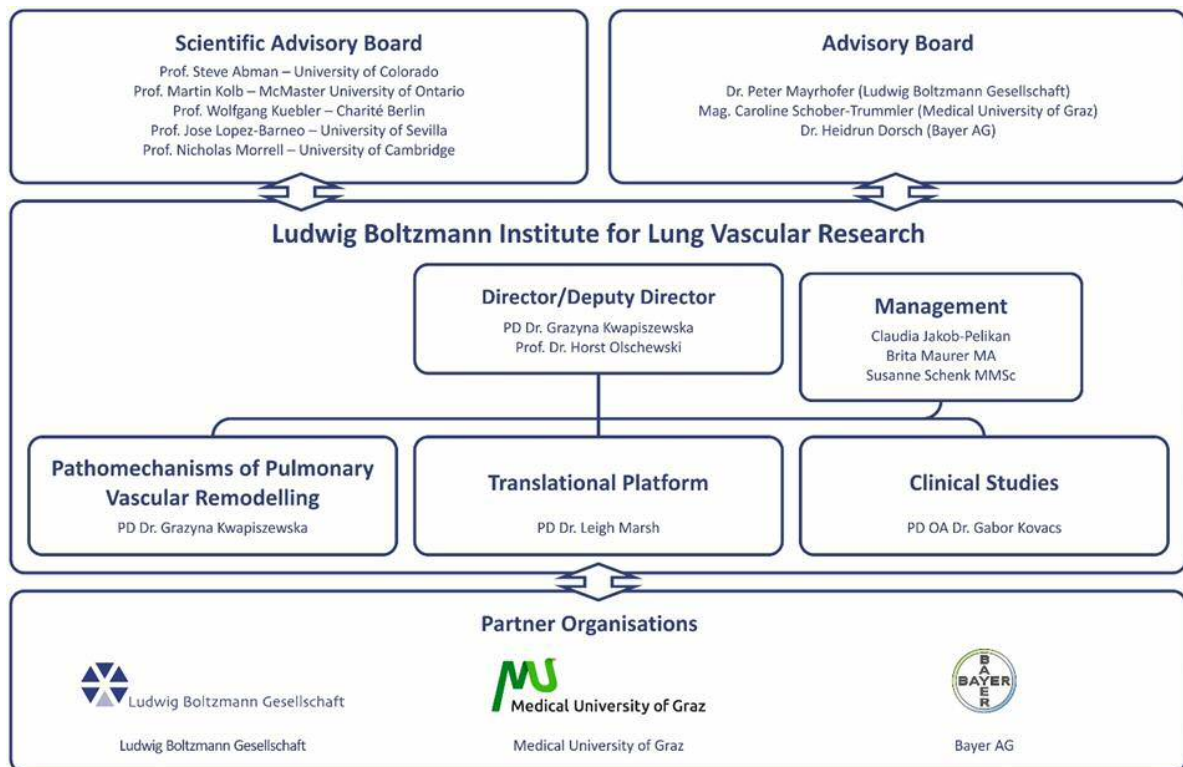 Scientific Advisory Board
Prof. Steve Abman – University of Colorado
Prof. Martin Kolb – McMaster University of Ontario
Prof. Wolfgang Kuebler – Charité Berlin
Prof. Jose Lopez-Barneo – University of Sevilla
Prof. Nicholas Morrell – University of Cambridge
Advisory Board
Dr. Peter Mayrhofer (Ludwig Boltzmann Gesellschaft)
Mag. Caroline Schober-Trummler (Medical University of Graz)
Dr. Heidrun Dorsch (Bayer AG)
Ludwig Boltzmann Institute for Lung Vascular Research
Director/Deputy Director
PD Dr. Grazyna Kwapiszewska
Prof. Dr. Horst Olschewski
Management
Claudia Jakob-Pelikan
Brita Maurer MA
Susanne Schenk MMSc
Pathomechanisms of Pulmonary
Vascular Remodelling
PD Dr. Grazyna Kwapiszewska
Translational Platform
PD Dr. Leigh Marsh
Clinical Studies
PD OA Dr. Gabor Kovacs
Partner Organisations
Ludwig Boltzmann Gesellschaft
Ludwig Boltzmann Gesellschaft
Medical University of Graz
Medical University of Graz
BAYER
BAYER
Bayer AG